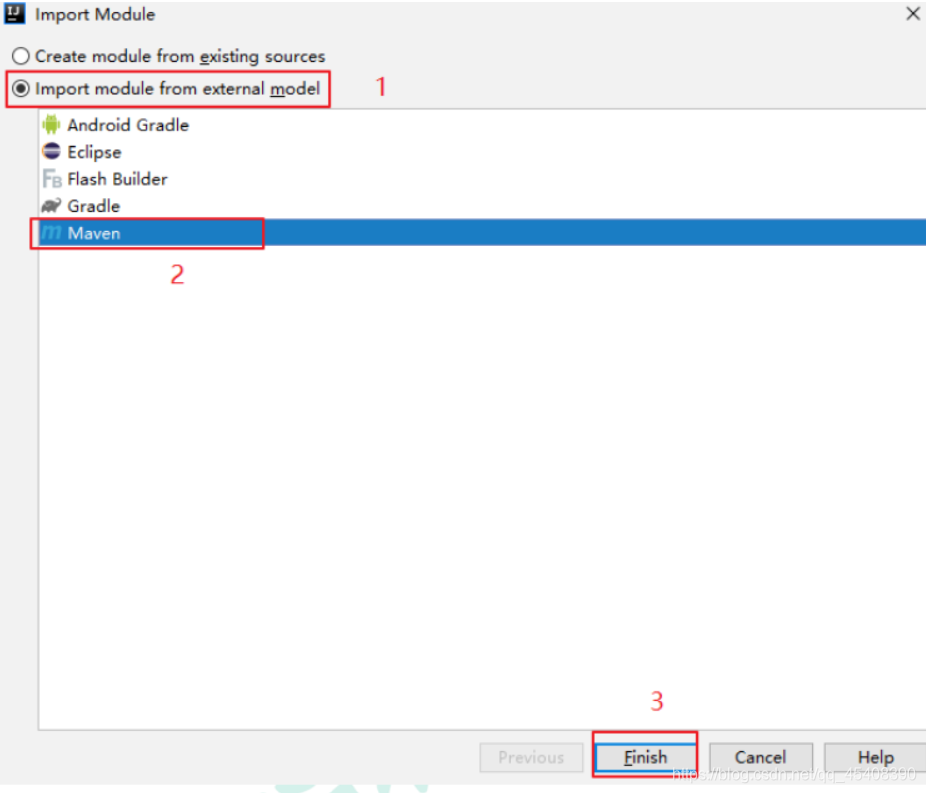 Import Module
Create module from existing sources
Import module from external model
1
Android Gradle
Eclipse
Flash Builder
Gradle
Maven
2
3
Previous
Finish
Cancel
Help
https://blog.csdn.net/qq_45408390